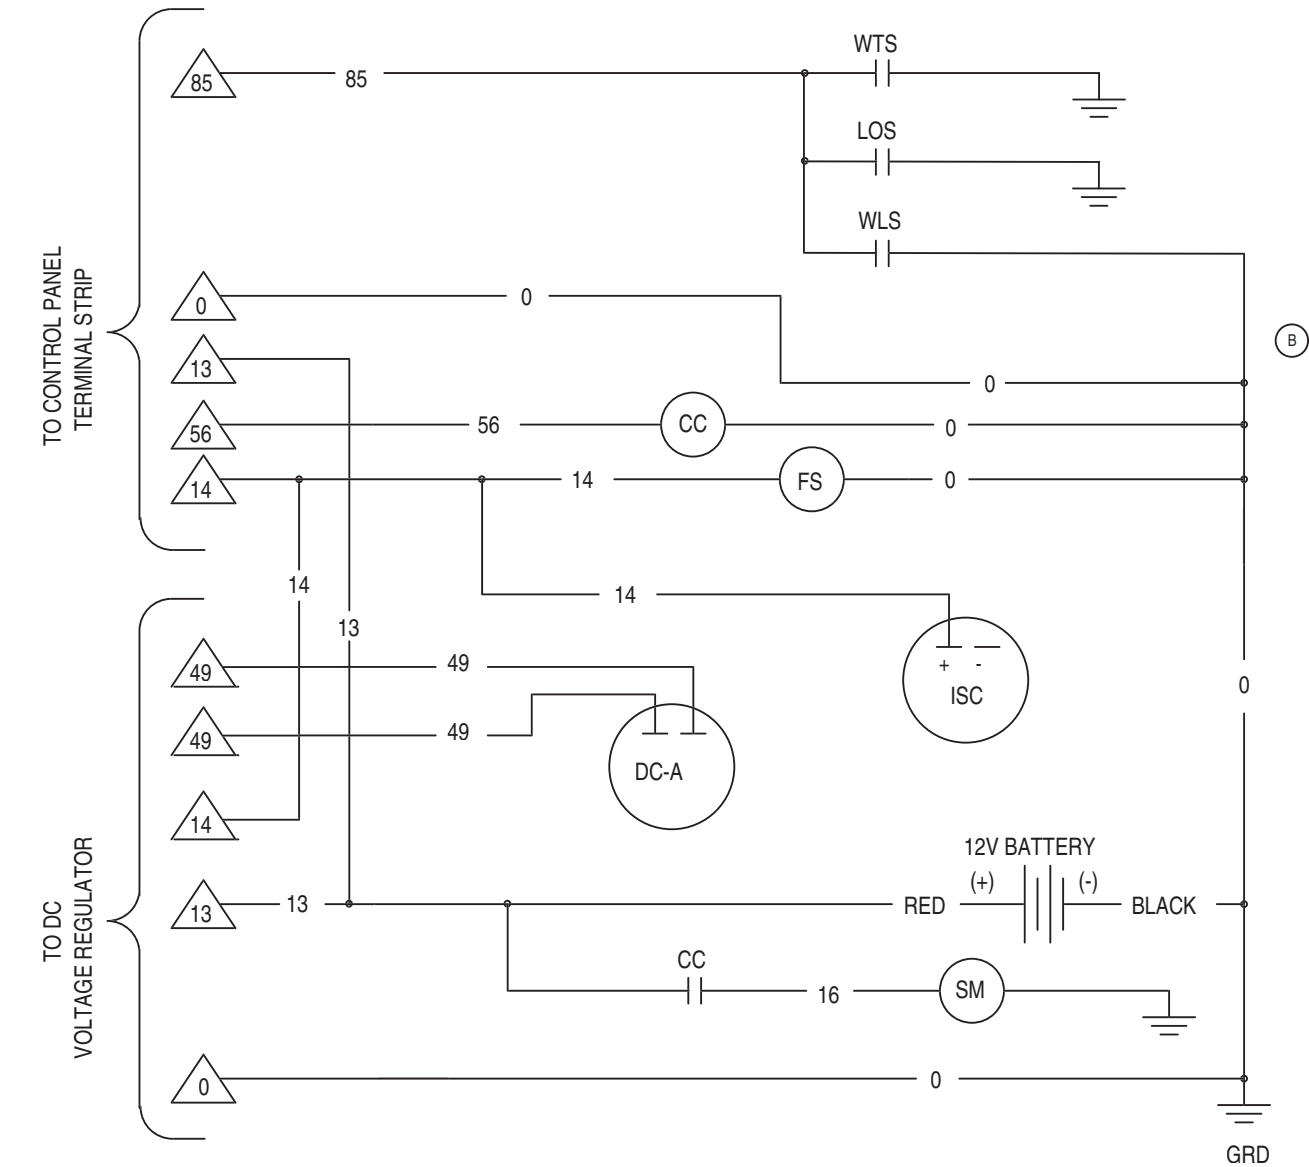 WTS
85
85
LOS
WLS
TO CONTROL PANEL
TERMINAL STRIP
0
0
B
13
0
56
56
CC
0
14
14
FS
0
14
14
13
+ -
ISC
0
49
49
49
49
DC-A
14
TO DC
VOLTAGE REGULATOR
12V BATTERY
(+)
(-)
13
13
RED
BLACK
CC
16
SM
0
0
GRD